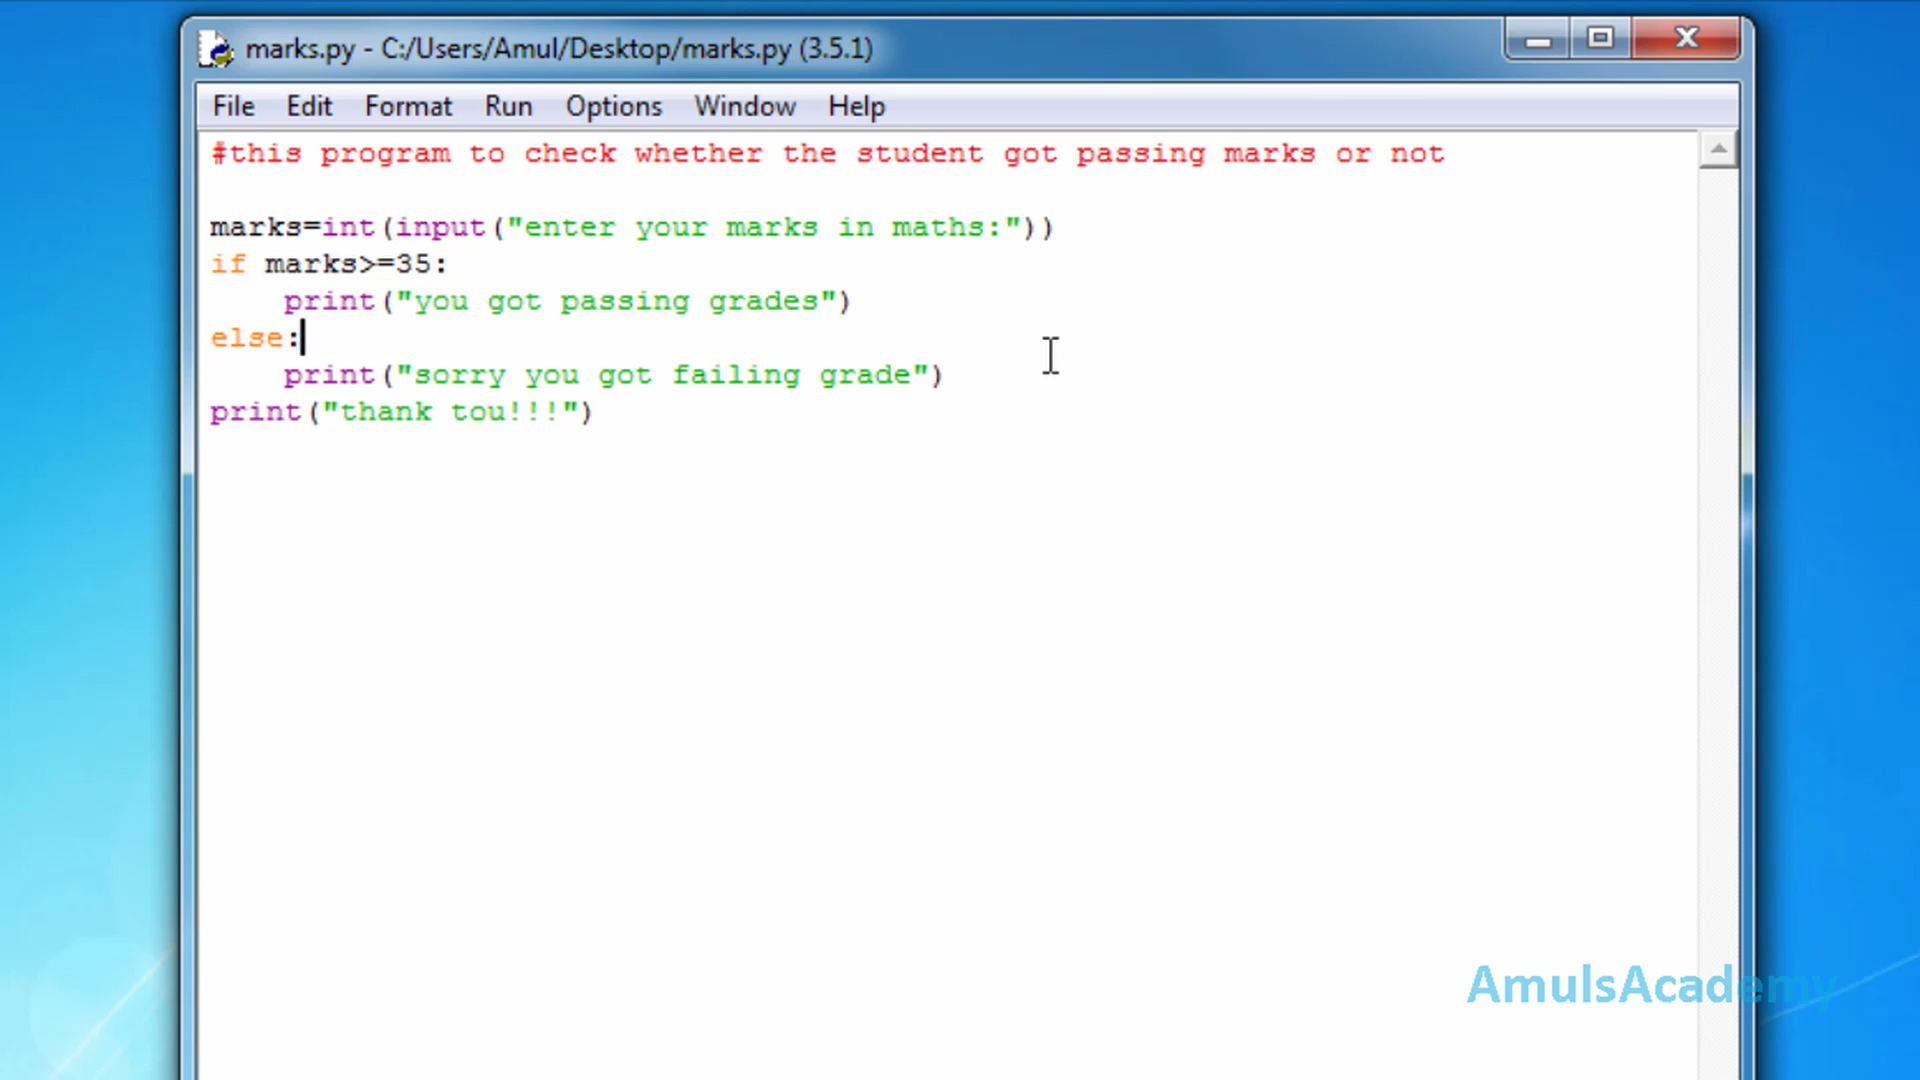 marks.py - C:/Users/Amul/Desktop/marks.py (3.5.1)
File Edit Format Run Options Window Help
#this program to check whether the student got passing marks or not
marks=int(input("enter your marks in maths:"))
if marks>=35:
    print("you got passing grades")
else:
    print("sorry you got failing grade")
print("thank tou!!!")
AmulsAcademy